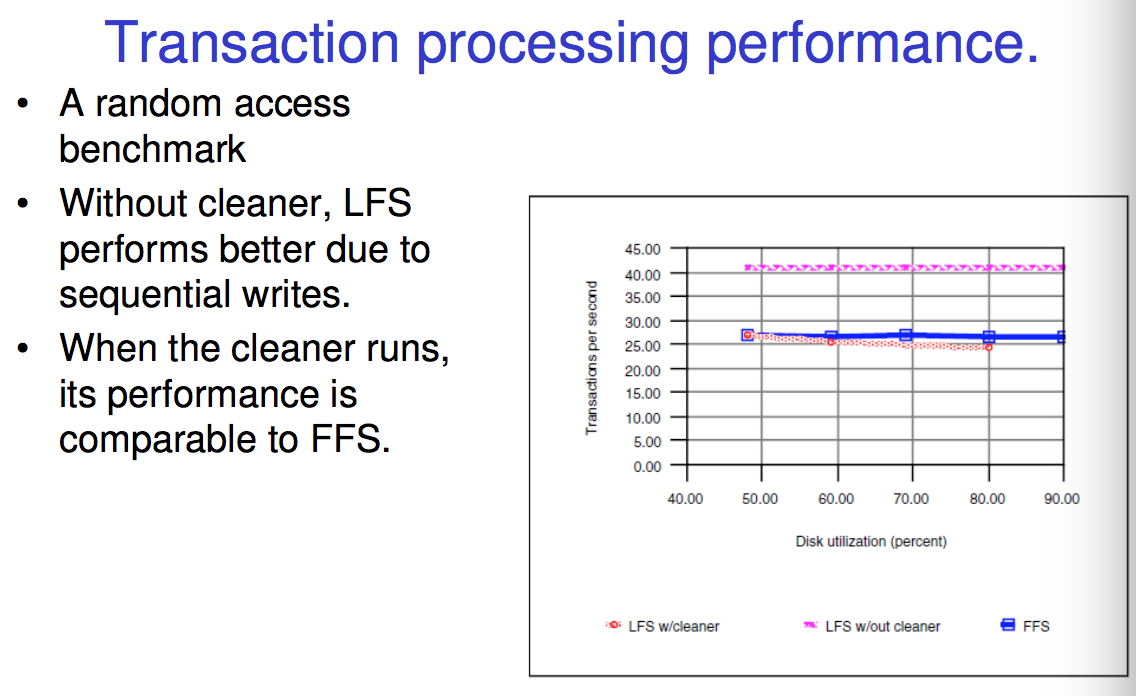 Transaction processing performance.
• A random access
benchmark
• Without cleaner, LFS
performs better due to
sequential writes.
• When the cleaner runs,
its performance is
comparable to FFS.
45.00
40.00
35.00
30.00
25.00
20.00
15.00
10.00
5.00
0.00
Transactions per second
40.00 50.00 60.00 70.00 80.00 90.00
Disk utilization (percent)
LFS w/cleaner LFS w/out cleaner FFS